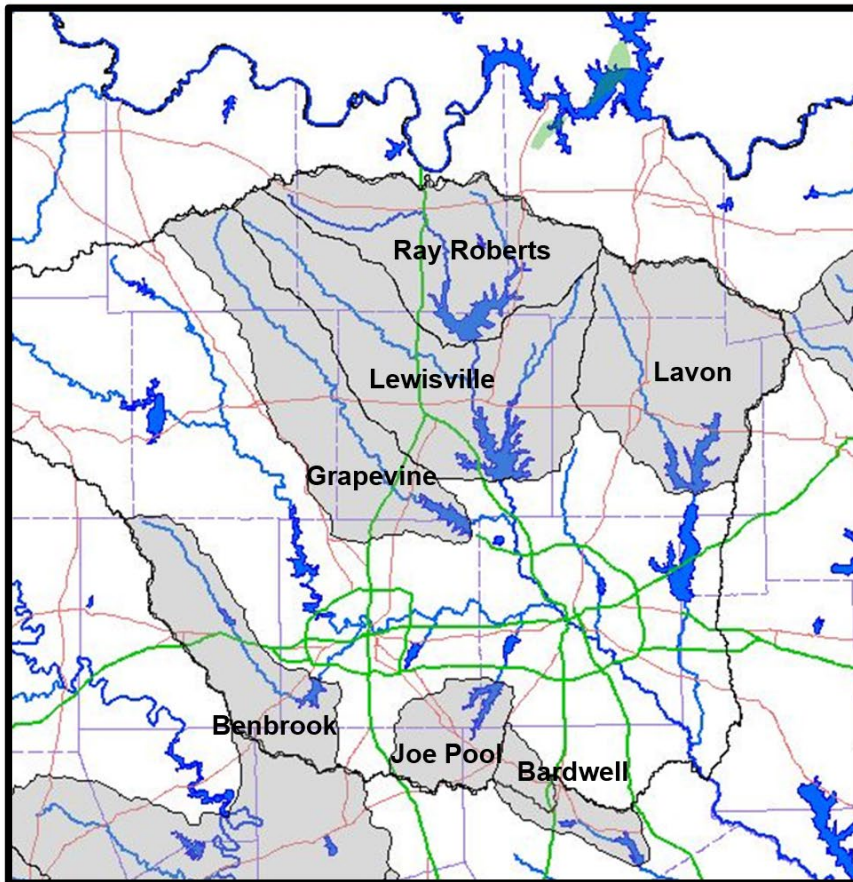 Ray Roberts
Lewisville
Lavon
Grapevine
Benbrook
Joe Pool
Bardwell